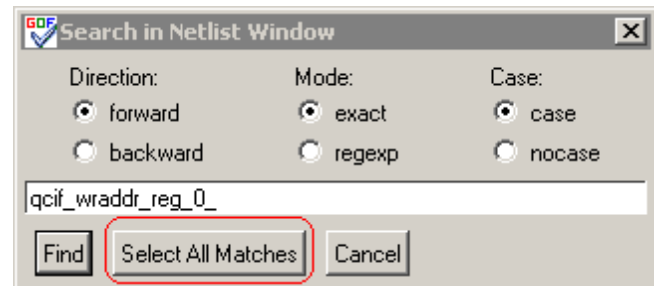 GOF Search in Netlist Window
Direction: Mode: Case:
forward exact case
backward regexp nocase
qcif_wraddr_reg_0_
Find Select All Matches Cancel